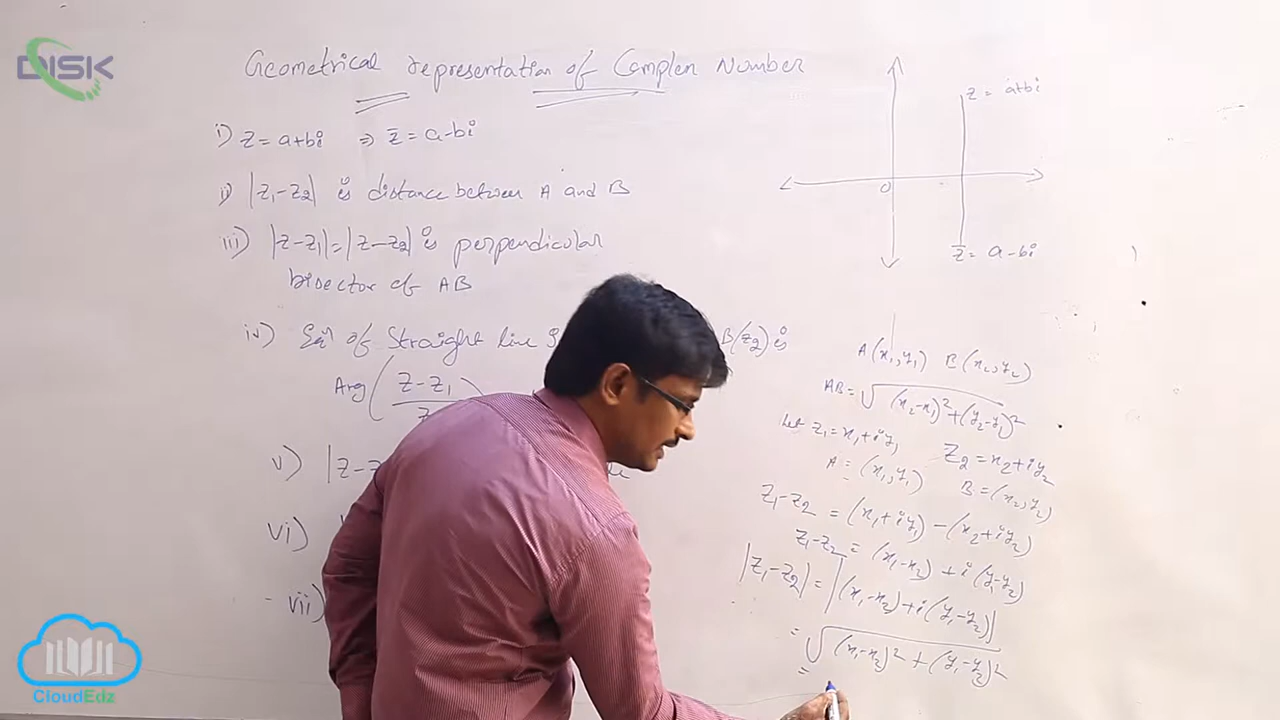 DISK
Geometrical representation of Complex Number
i) z = a+bi ⇒ z̅ = a-bi
ii) |z₁-z₂| is distance between A and B
iii) |z-z₁|=|z-z₂| is perpendicular
bisector of AB
iv) Eqn of Straight line B(z₂) is
Arg(z-z₁
v) |z-z
vi)
vii)
z = a+bi
0
z̅ = a-bi
A(x₁,y₁) B(x₂,y₂)
AB = √(x₂-x₁)²+(y₂-y₁)²
Let z₁=x₁+iy₁ Z₂=x₂+iy₂
A = (x₁,y₁) B=(x₂,y₂)
z₁-z₂ = (x₁+iy₁)-(x₂+iy₂)
z₁-z₂ = (x₁-x₂)+i(y₁-y₂)
|z₁-z₂| = |(x₁-x₂)+i(y₁-y₂)|
= √(x₁-x₂)²+(y₁-y₂)²
=
CloudEdz